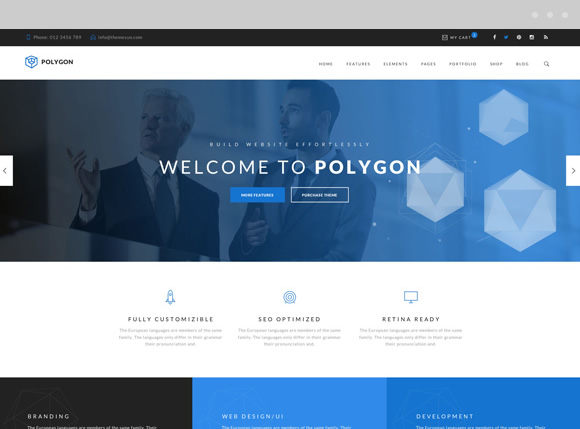 Phone: 012 3456 789
info@themesun.com
MY CART
POLYGON
HOME
FEATURES
ELEMENTS
PAGES
PORTFOLIO
SHOP
BLOG
BUILD WEBSITE EFFORTLESSLY
WELCOME TO POLYGON
MORE FEATURES
PURCHASE THEME
FULLY CUSTOMIZIBLE
The European languages are members of the same
family. The languages only differ in their grammar
their pronunciation and.
SEO OPTIMIZED
The European languages are members of the same
family. The languages only differ in their grammar
their pronunciation and.
RETINA READY
The European languages are members of the same
family. The languages only differ in their grammar
their pronunciation and.
BRANDING
The European languages are members of the same family. Their
WEB DESIGN/UI
The European languages are members of the same family. Their
DEVELOPMENT
The European languages are members of the same family. Their